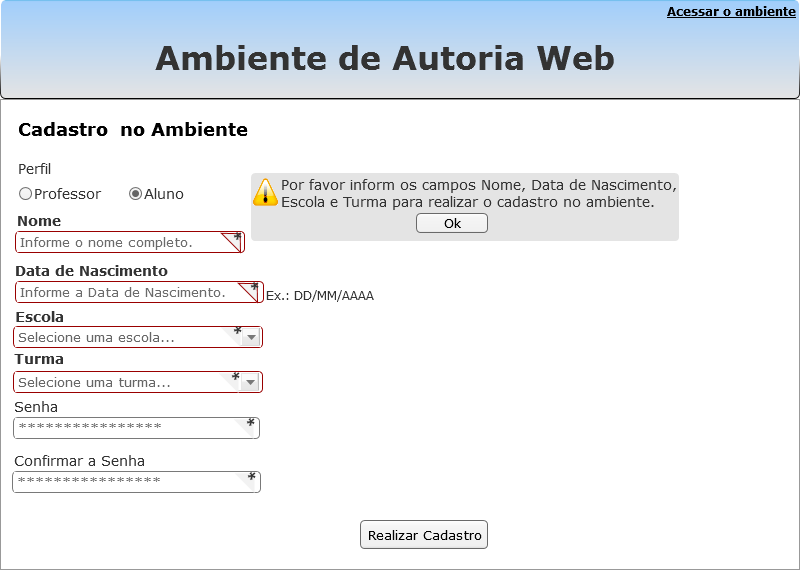 Acessar o ambiente
Ambiente de Autoria Web
Cadastro no Ambiente
Perfil
Professor Aluno
Por favor inform os campos Nome, Data de Nascimento,
Escola e Turma para realizar o cadastro no ambiente.
Ok
Nome
Informe o nome completo. *
Data de Nascimento
Informe a Data de Nascimento. * Ex.: DD/MM/AAAA
Escola
Selecione uma escola... *
Turma
Selecione uma turma... *
Senha
**************** *
Confirmar a Senha
**************** *
Realizar Cadastro